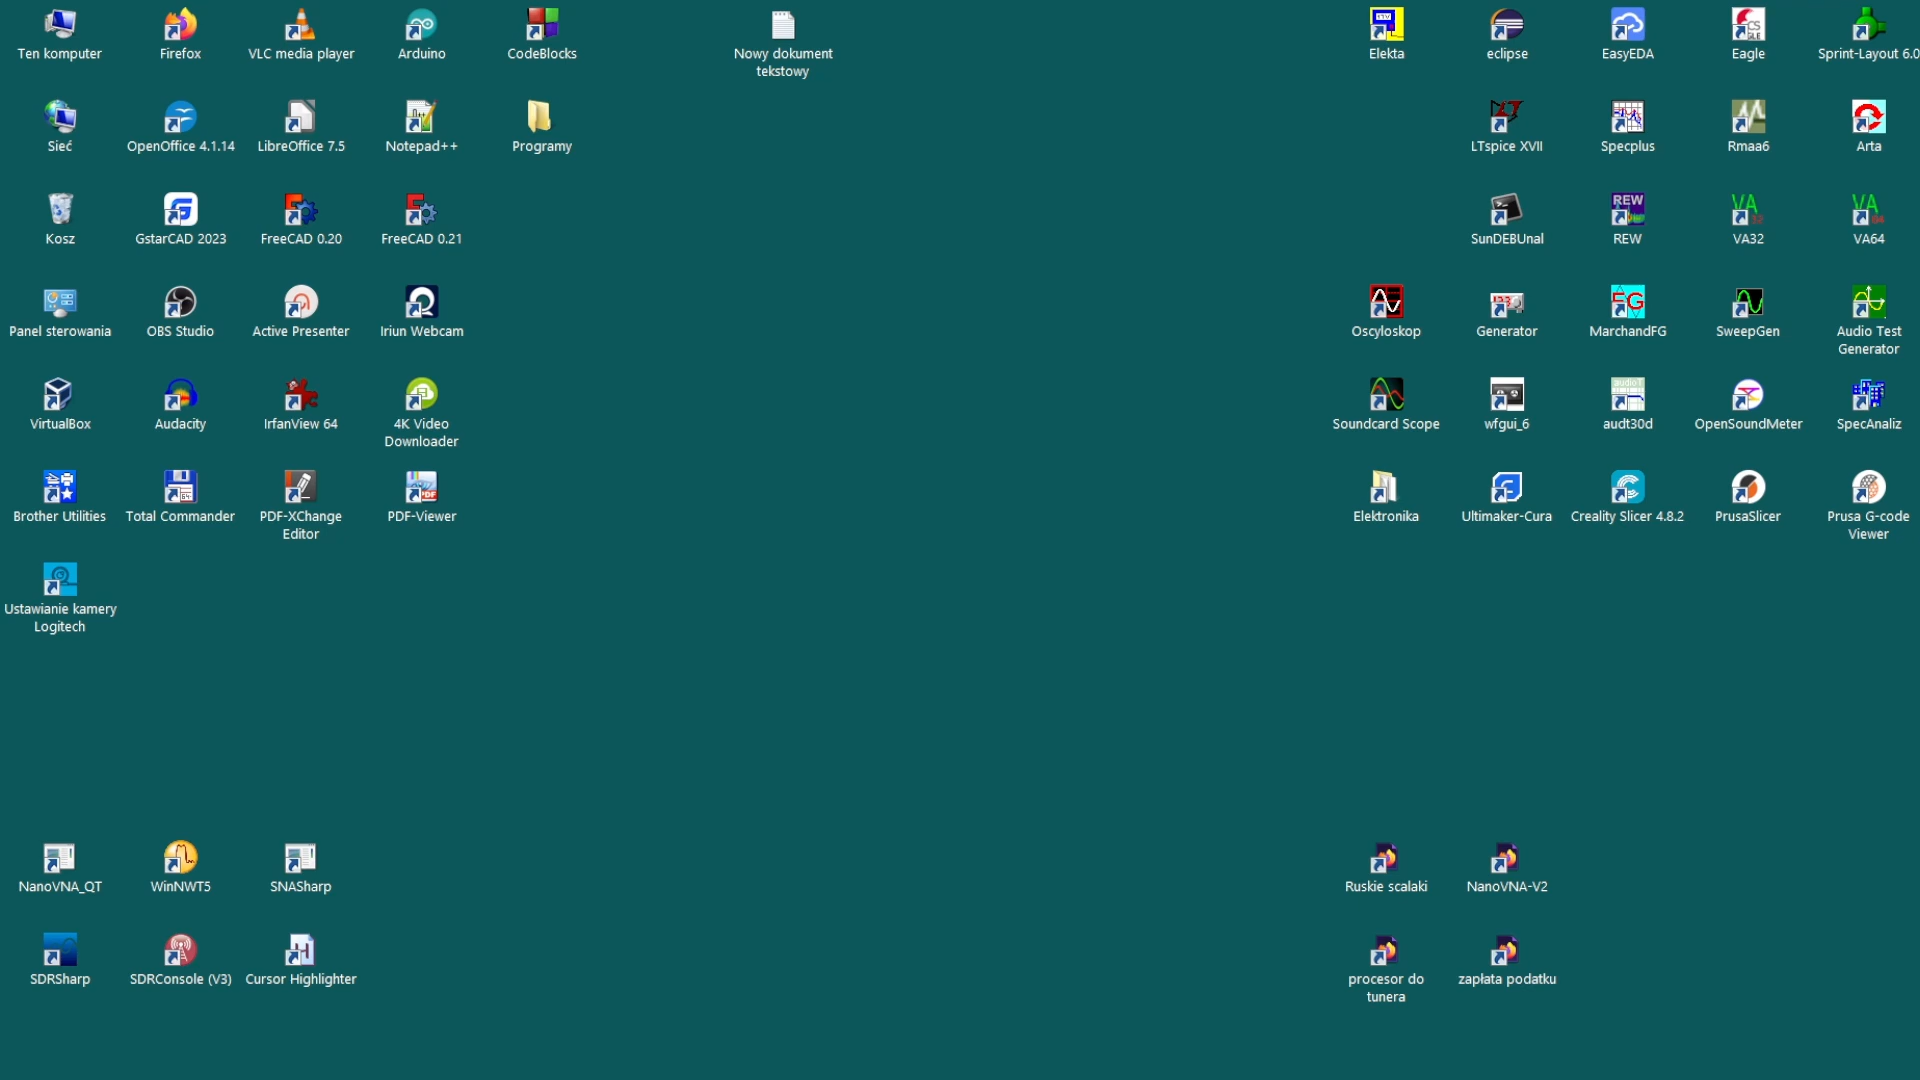 Ten komputer
Firefox
VLC media player
Arduino
CodeBlocks
Nowy dokument
tekstowy
Elekta
eclipse
EasyEDA
Eagle
Sprint-Layout 6.0
Sieć
OpenOffice 4.1.14
LibreOffice 7.5
Notepad++
Programy
LTspice XVII
Specplus
Rmaa6
Arta
Kosz
GstarCAD 2023
FreeCAD 0.20
FreeCAD 0.21
SunDEBUnal
REW
REW
VA
VA32
VA
VA64
Panel sterowania
OBS Studio
Active Presenter
Iriun Webcam
Oscyloskop
Generator
FG
MarchandFG
SweepGen
Audio Test
Generator
VirtualBox
Audacity
IrfanView 64
4K Video
Downloader
Soundcard Scope
wfgui_6
audt30d
OpenSoundMeter
SpecAnaliz
Brother Utilities
Total Commander
PDF-XChange
Editor
PDF
PDF-Viewer
Elektronika
Ultimaker-Cura
Creality Slicer 4.8.2
PrusaSlicer
Prusa G-code
Viewer
Ustawianie kamery
Logitech
NanoVNA_QT
WinNWT5
SNASharp
Ruskie scalaki
NanoVNA-V2
SDRSharp
SDRConsole (V3)
Cursor Highlighter
procesor do
tunera
zapłata podatku